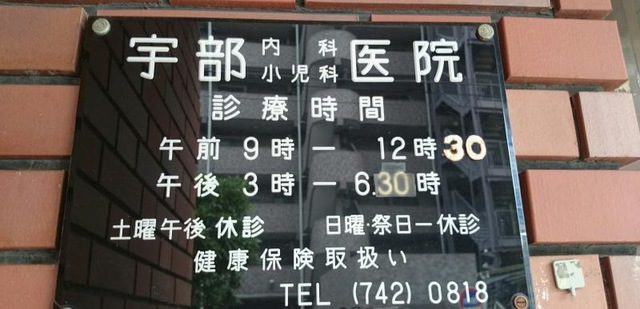 宇部内科小児科医院
診療時間
午前9時ー12時30
午後3時ー6.30時
土曜午後休診 日曜・祭日ー休診
健康保険取扱い
TEL (742) 0818